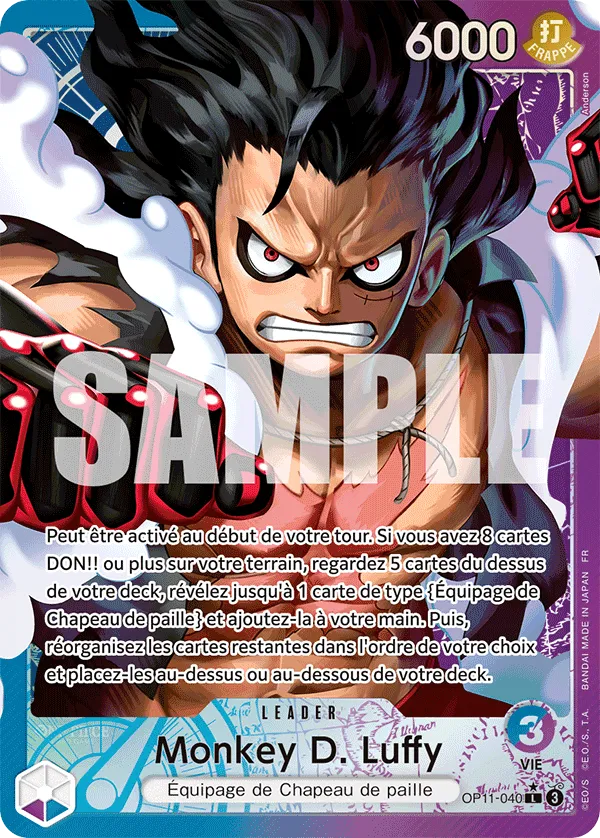 6000
打
FRAPPE
Anderson
SAMPLE
Peut être activé au début de votre tour. Si vous avez 8 cartes
DON!! ou plus sur votre terrain, regardez 5 cartes du dessus
de votre deck, révélez jusqu'à 1 carte de type {Équipage de
Chapeau de paille} et ajoutez-la à votre main. Puis,
réorganisez les cartes restantes dans l'ordre de votre choix
et placez-les au-dessus ou au-dessous de votre deck.
LEADER
Monkey D. Luffy
Équipage de Chapeau de paille
3
VIE
OP11-040 L 3
©E.O/S ©E.O./S., T.A. BANDAI MADE IN JAPAN FR